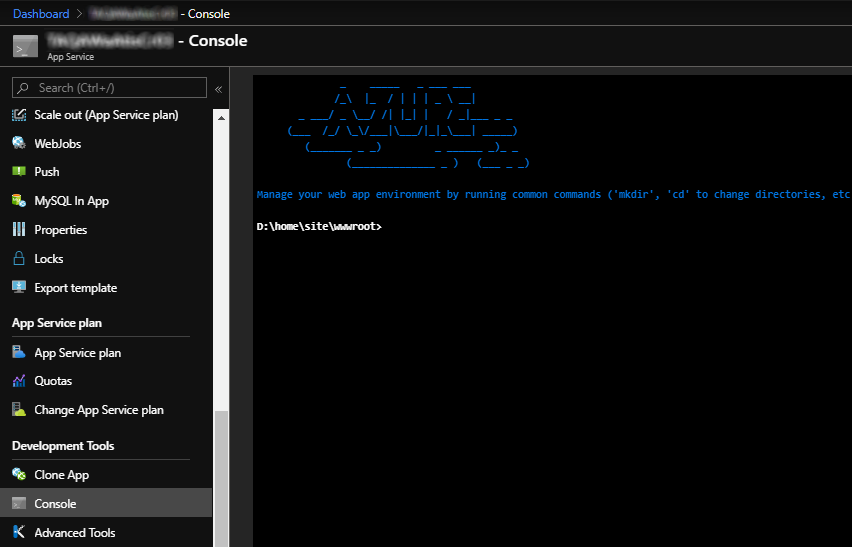 Dashboard > - Console
- Console
App Service
Search (Ctrl+/)
«
Scale out (App Service plan)
WebJobs
Push
MySQL In App
Properties
Locks
Export template
App Service plan
App Service plan
Quotas
Change App Service plan
Development Tools
Clone App
Console
Advanced Tools
Manage your web app environment by running common commands ('mkdir', 'cd' to change directories, etc
D:\home\site\wwwroot>